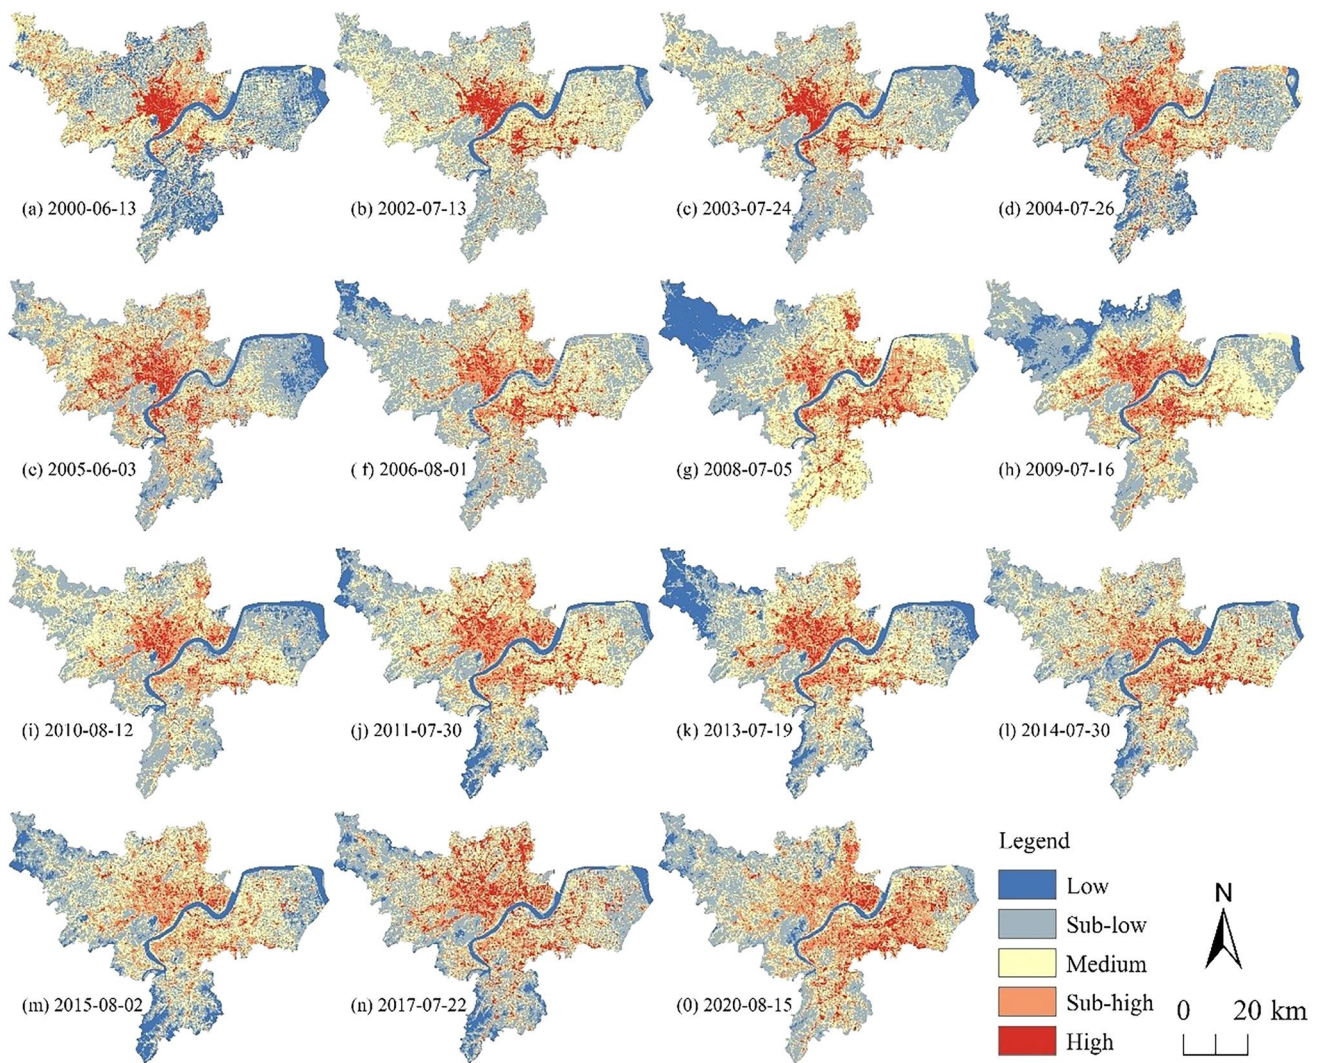 (a) 2000-06-13
(b) 2002-07-13
(c) 2003-07-24
(d) 2004-07-26
(c) 2005-06-03
( f) 2006-08-01
(g) 2008-07-05
(h) 2009-07-16
(i) 2010-08-12
(j) 2011-07-30
(k) 2013-07-19
(l) 2014-07-30
(m) 2015-08-02
(n) 2017-07-22
(0) 2020-08-15
Legend
Low
Sub-low
Medium
Sub-high
High
N
0 20 km